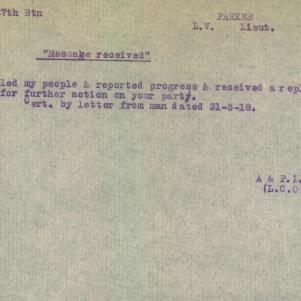 7th Btn
PARKES
L.V. Lieut.
"Message received"
led my people & reported progress & received a repl
for further action on your party.
Cert. by letter from man dated 31-5-18.
A & P.I.
(L.C.O